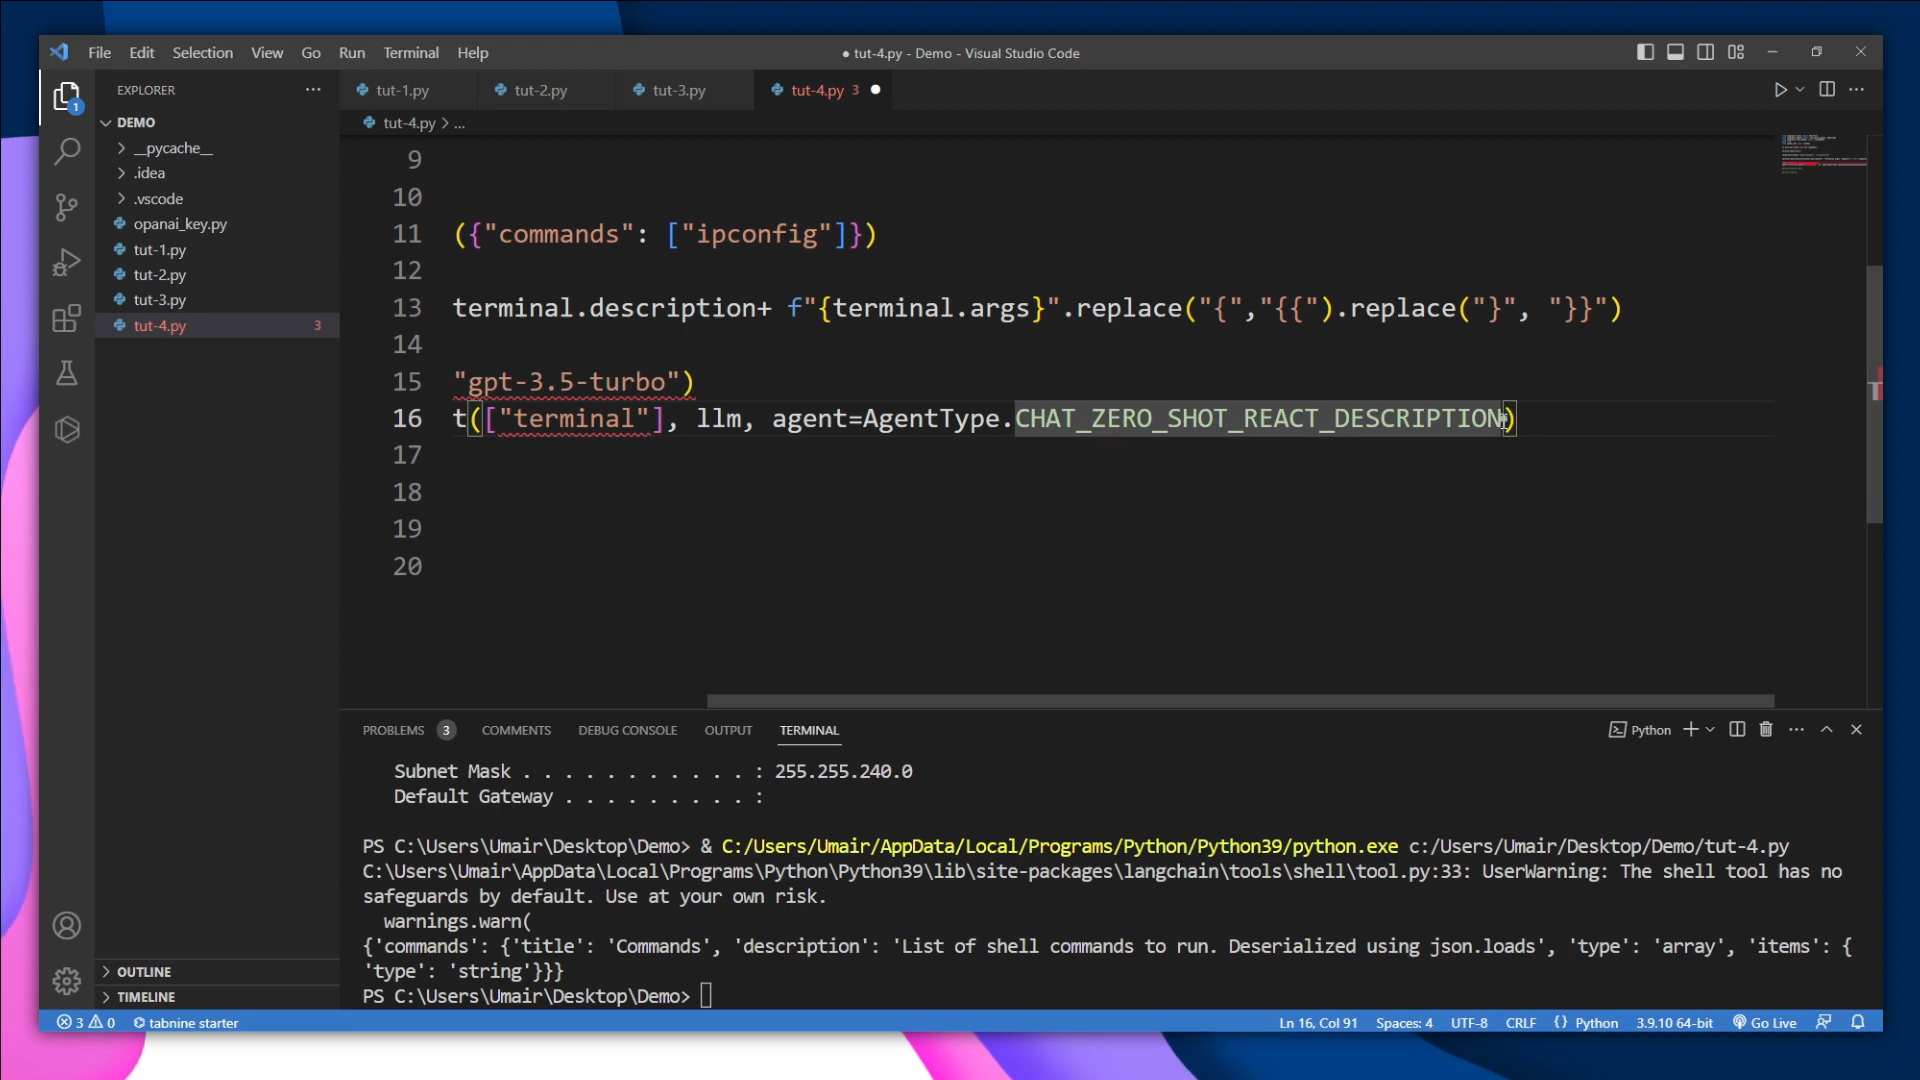 File Edit Selection View Go Run Terminal Help
● tut-4.py - Demo - Visual Studio Code
EXPLORER ...
tut-1.py tut-2.py tut-3.py tut-4.py 3 ●
1
DEMO
tut-4.py > ...
__pycache__
.idea
.vscode
opanai_key.py
tut-1.py
tut-2.py
tut-3.py
tut-4.py 3
9
10
11 ({"commands": ["ipconfig"]})
12
13 terminal.description+ f"{terminal.args}".replace("{","{{").replace("}", "}}")
14
15 "gpt-3.5-turbo")
16 t(["terminal"], llm, agent=AgentType.CHAT_ZERO_SHOT_REACT_DESCRIPTION)
17
18
19
20
PROBLEMS 3 COMMENTS DEBUG CONSOLE OUTPUT TERMINAL
Python
Subnet Mask . . . . . . . . . . . : 255.255.240.0
Default Gateway . . . . . . . . . :
PS C:\Users\Umair\Desktop\Demo> & C:/Users/Umair/AppData/Local/Programs/Python/Python39/python.exe c:/Users/Umair/Desktop/Demo/tut-4.py
C:\Users\Umair\AppData\Local\Programs\Python\Python39\lib\site-packages\langchain\tools\shell\tool.py:33: UserWarning: The shell tool has no
safeguards by default. Use at your own risk.
warnings.warn(
{'commands': {'title': 'Commands', 'description': 'List of shell commands to run. Deserialized using json.loads', 'type': 'array', 'items': {
'type': 'string'}}}
PS C:\Users\Umair\Desktop\Demo>
OUTLINE
TIMELINE
3 0 tabnine starter
Ln 16, Col 91 Spaces: 4 UTF-8 CRLF {} Python 3.9.10 64-bit Go Live